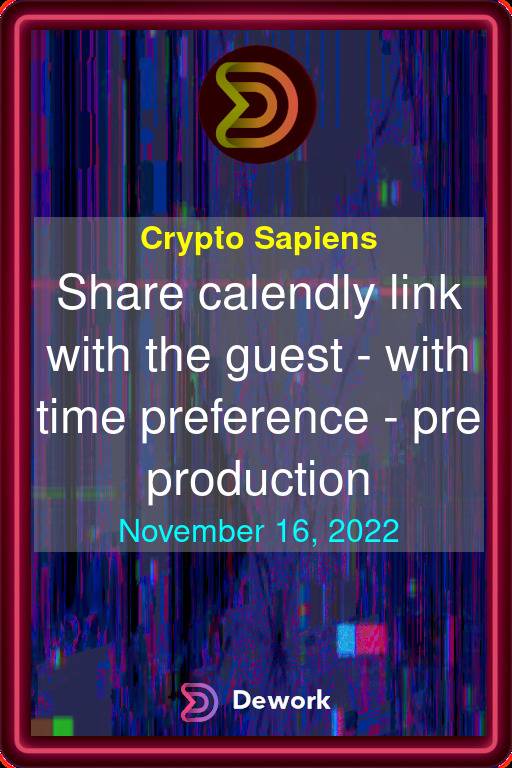 Crypto Sapiens
Share calendly link
with the guest - with
time preference - pre
production
November 16, 2022
Dework